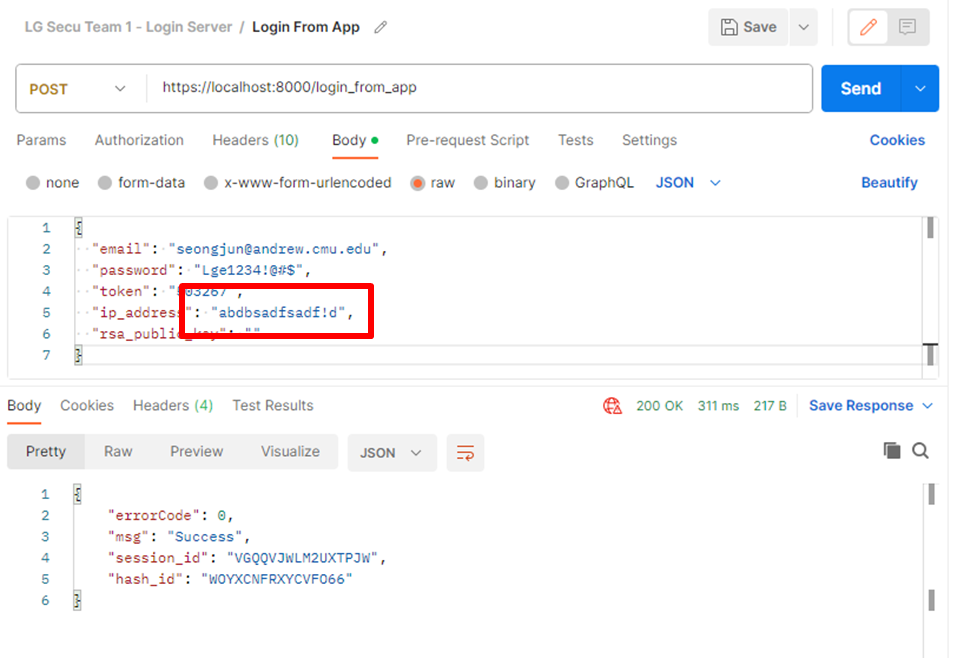 LG Secu Team 1 - Login Server / Login From App
Save
POST
https://localhost:8000/login_from_app
Send
Params Authorization Headers (10) Body Pre-request Script Tests Settings Cookies
none form-data x-www-form-urlencoded raw binary GraphQL JSON Beautify
1 {
2 "email": "seongjun@andrew.cmu.edu",
3 "password": "Lge1234!@#$",
4 "token": "03267",
5 "ip_address": "abdbsadfsadf!d",
6 "rsa_public_key": ""
7 }
Body Cookies Headers (4) Test Results 200 OK 311 ms 217 B Save Response
Pretty Raw Preview Visualize JSON
1 {
2 "errorCode": 0,
3 "msg": "Success",
4 "session_id": "VGQQVJWLM2UXTPJW",
5 "hash_id": "WOYXCNFRXYCVFO66"
6 }